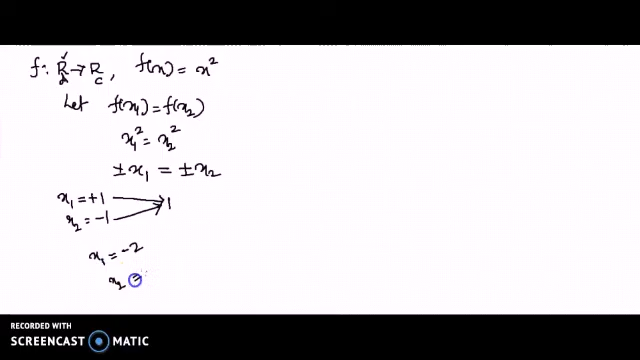 f: R → R, f(x) = x²
d c
Let f(x₁) = f(x₂)
x₁² = x₂²
±x₁ = ±x₂
x₁ = +1 → 1
x₂ = -1
x₁ = -2
x₂ =
RECORDED WITH
SCREENCAST MATIC